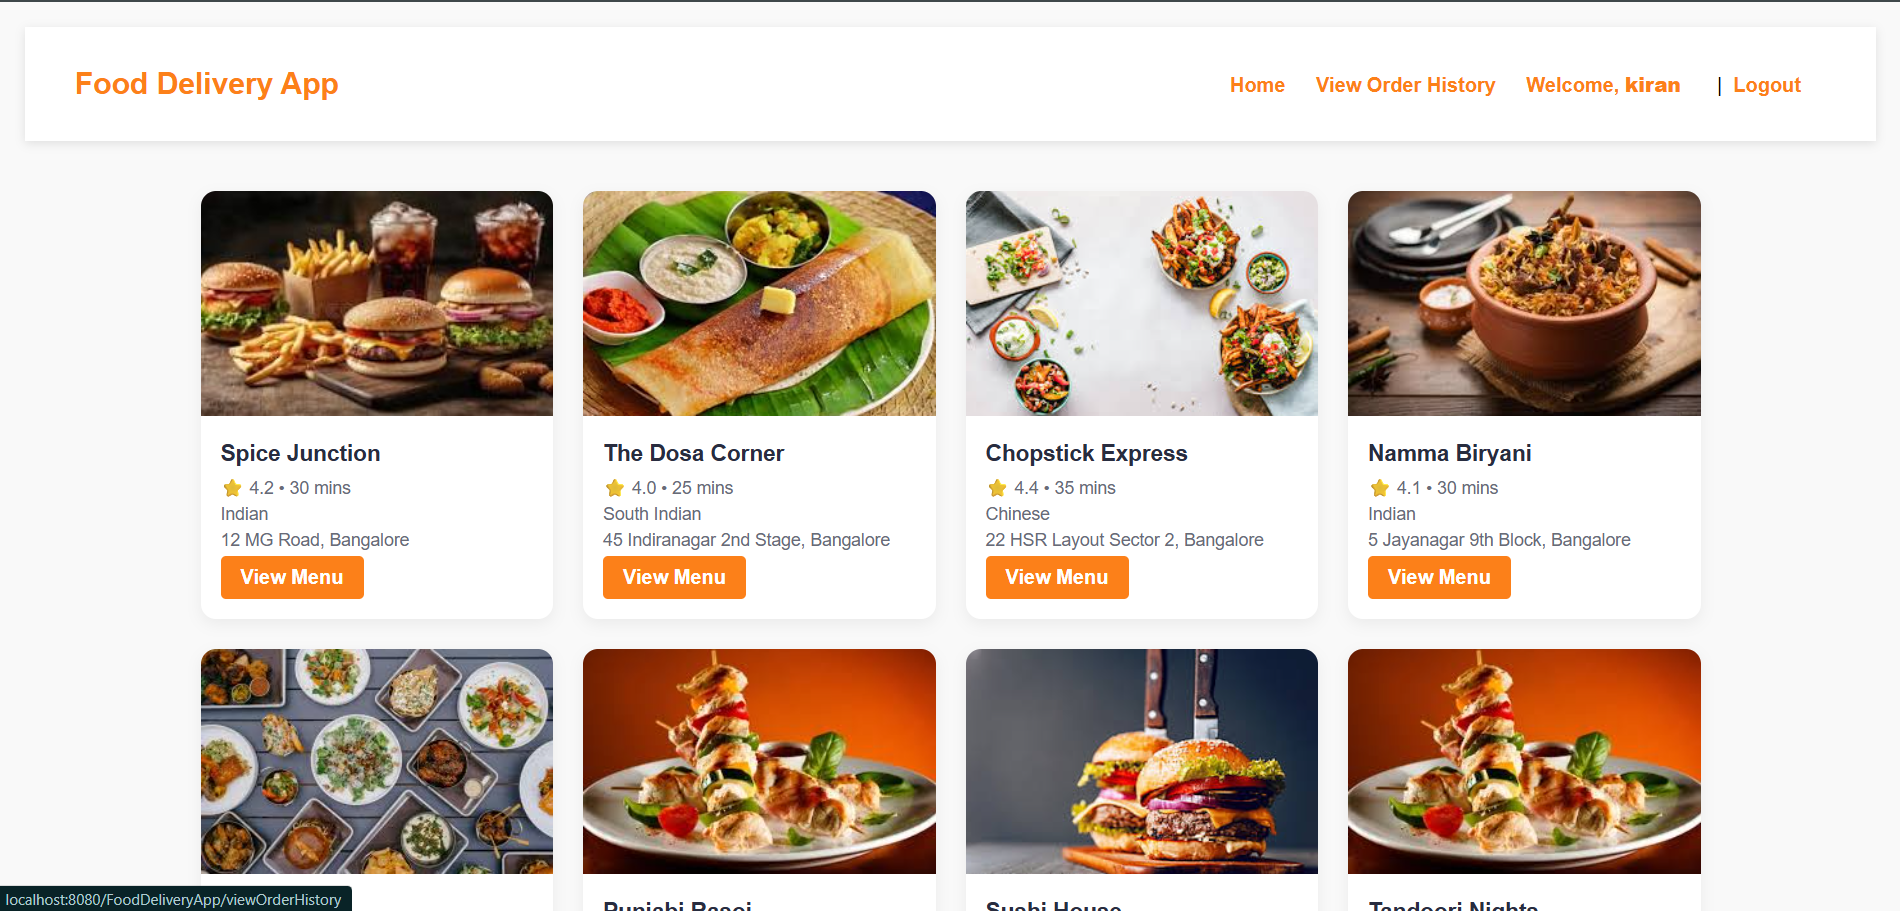 Food Delivery App
Home View Order History Welcome, kiran | Logout
Spice Junction
4.2 • 30 mins
Indian
12 MG Road, Bangalore
View Menu
The Dosa Corner
4.0 • 25 mins
South Indian
45 Indiranagar 2nd Stage, Bangalore
View Menu
Chopstick Express
4.4 • 35 mins
Chinese
22 HSR Layout Sector 2, Bangalore
View Menu
Namma Biryani
4.1 • 30 mins
Indian
5 Jayanagar 9th Block, Bangalore
View Menu
Punjabi Rasoi
Sushi House
Tandoori Nights
localhost:8080/FoodDeliveryApp/viewOrderHistory